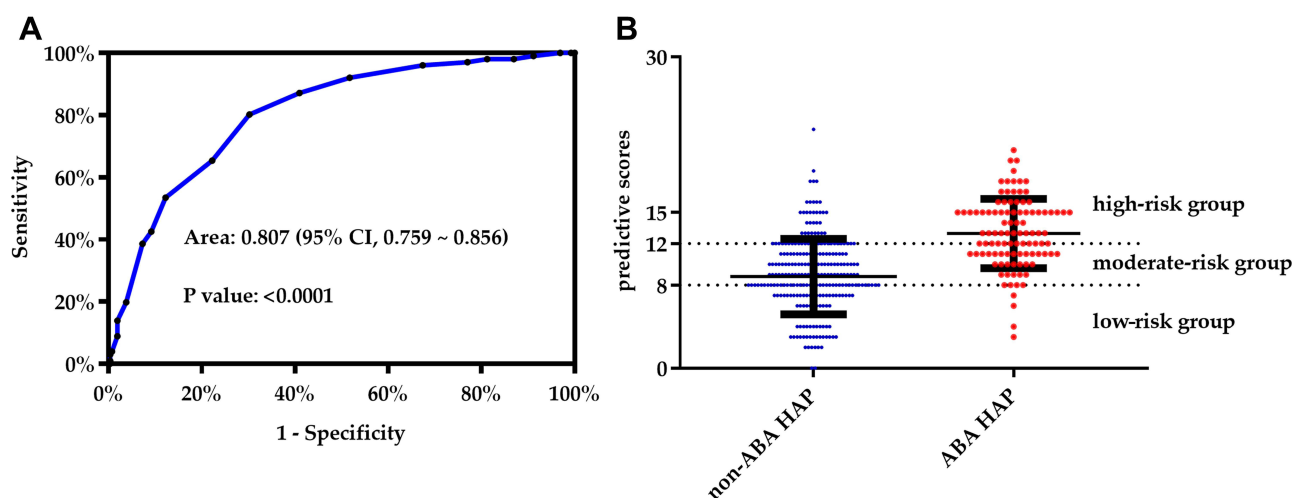 A
100%
80%
60%
40%
20%
0%
Sensitivity
Area: 0.807 (95% CI, 0.759 ~ 0.856)
P value: <0.0001
0% 20% 40% 60% 80% 100%
1 - Specificity
B
30
15
12
8
0
predictive scores
high-risk group
moderate-risk group
low-risk group
non-ABA HAP
ABA HAP